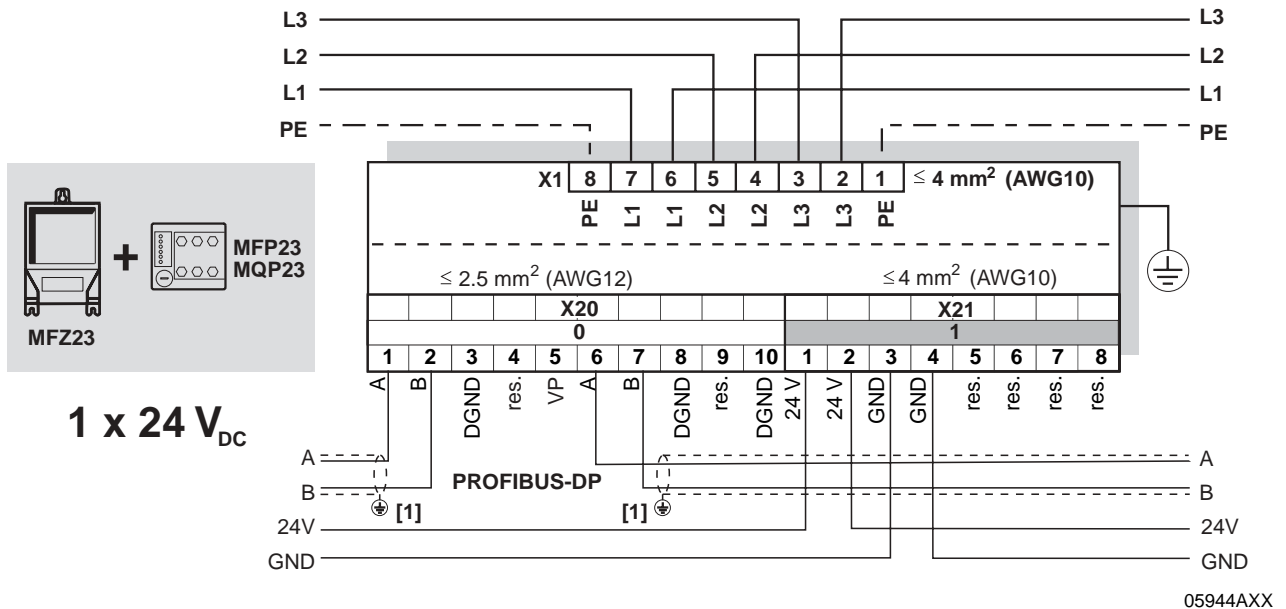 L3 L3
L2 L2
L1 L1
PE PE
X1 8 7 6 5 4 3 2 1 ≤ 4 mm² (AWG10)
PE L1 L1 L2 L2 L3 L3 PE
+ MFP23
MQP23
MFZ23
≤ 2.5 mm² (AWG12) ≤ 4 mm² (AWG10)
X20 X21
0 1
1 2 3 4 5 6 7 8 9 10 1 2 3 4 5 6 7 8
A B DGND res. VP A B DGND res. DGND 24 V 24 V GND GND res. res. res. res.
1 x 24 V DC
A A
PROFIBUS-DP
B B
[1] [1]
24V 24V
GND GND
05944AXX